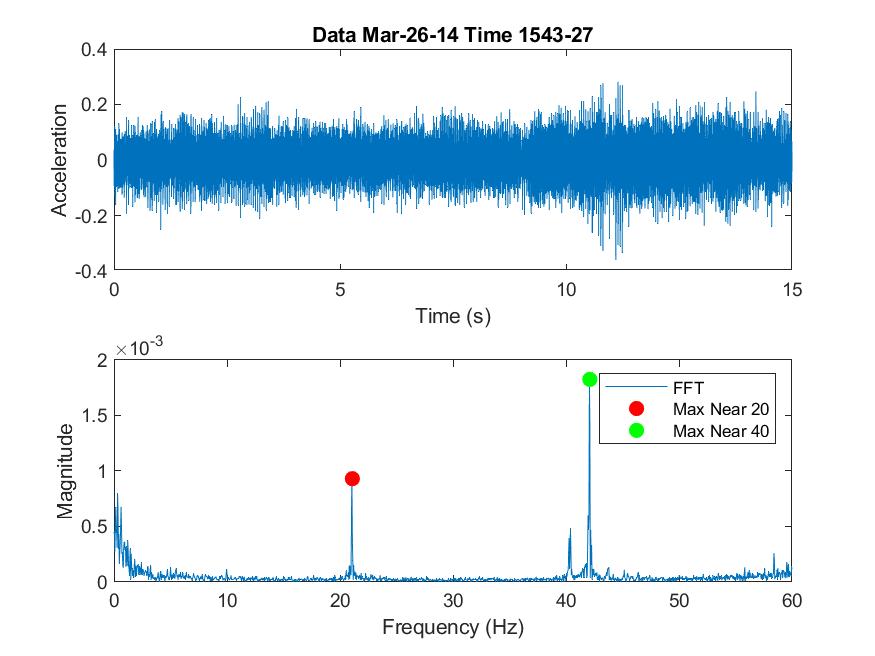 Data Mar-26-14 Time 1543-27
0.4
0.2
0
-0.2
-0.4
Acceleration
0 5 10 15
Time (s)
×10-3
2
1.5
1
0.5
0
Magnitude
FFT
Max Near 20
Max Near 40
0 10 20 30 40 50 60
Frequency (Hz)